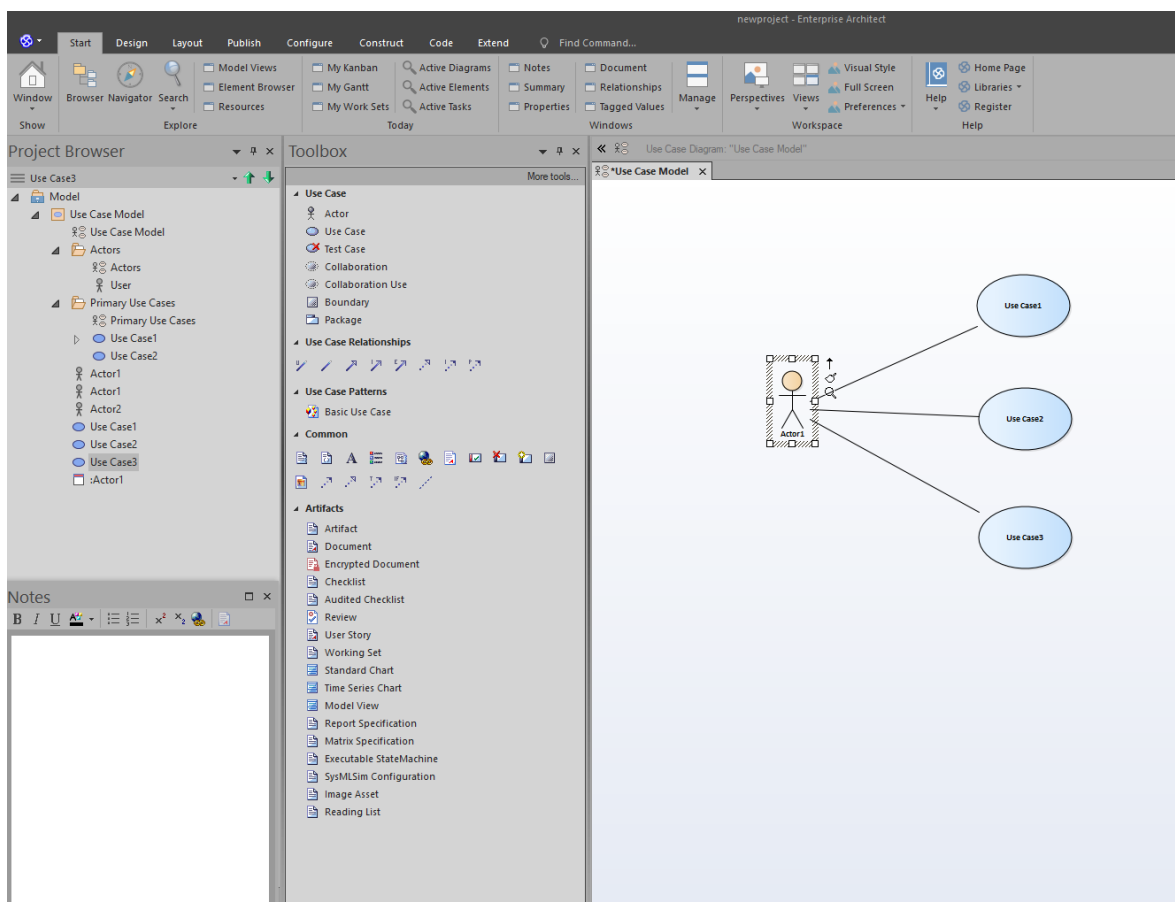 newproject - Enterprise Architect
Start Design Layout Publish Configure Construct Code Extend Find Command...
Model Views My Kanban Active Diagrams Notes Document Visual Style Home Page
Element Browser My Gantt Active Elements Summary Relationships Full Screen Libraries
Window Browser Navigator Search Resources My Work Sets Active Tasks Properties Tagged Values Manage Perspectives Views Preferences Help Register
Show Explore Today Windows Workspace Help
Project Browser
Use Case3
Model
Use Case Model
Use Case Model
Actors
Actors
User
Primary Use Cases
Primary Use Cases
Use Case1
Use Case2
Actor1
Actor1
Actor2
Use Case1
Use Case2
Use Case3
:Actor1
Notes
B I U
Toolbox
More tools...
Use Case
Actor
Use Case
Test Case
Collaboration
Collaboration Use
Boundary
Package
Use Case Relationships
Use Case Patterns
Basic Use Case
Common
Artifacts
Artifact
Document
Encrypted Document
Checklist
Audited Checklist
Review
User Story
Working Set
Standard Chart
Time Series Chart
Model View
Report Specification
Matrix Specification
Executable StateMachine
SysMLSim Configuration
Image Asset
Reading List
Use Case Diagram: "Use Case Model"
*Use Case Model
Use Case1
Actor1
Use Case2
Use Case3